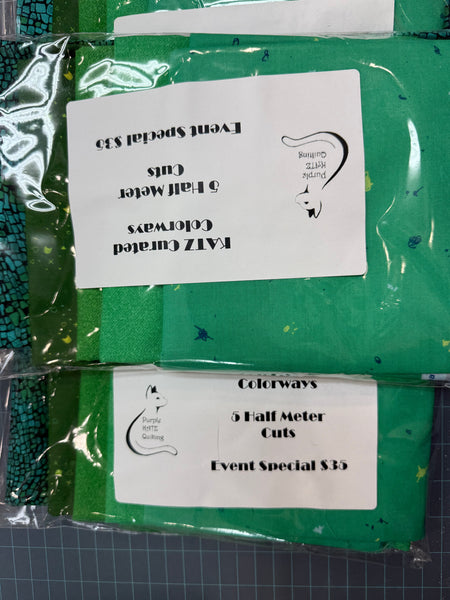 KATZ Curated
Colorways
5 Half Meter
Cuts
Event Special $35
Purple
KATZ
Quilting
Colorways
5 Half Meter
Cuts
Event Special $35
Purple
KATZ
Quilting